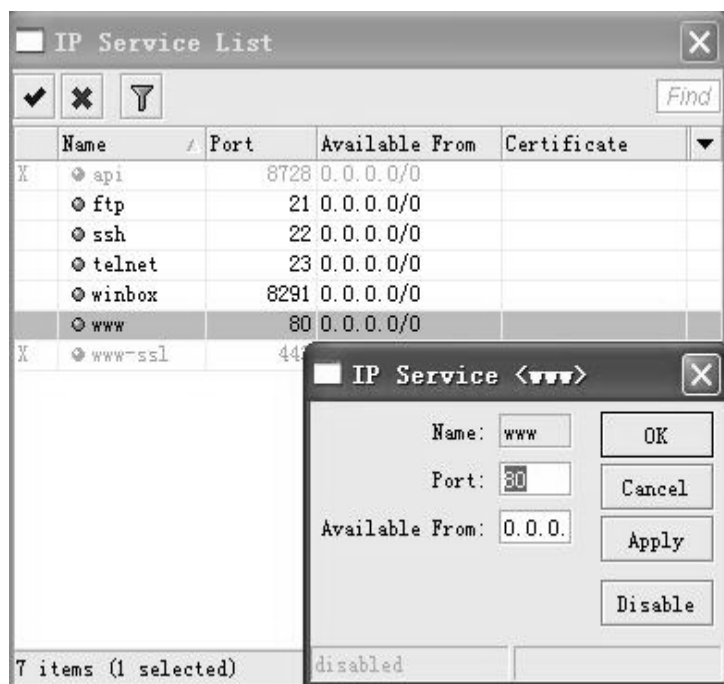 IP Service List
Find
Name Port Available From Certificate
X api 8728 0.0.0.0/0
ftp 21 0.0.0.0/0
ssh 22 0.0.0.0/0
telnet 23 0.0.0.0/0
winbox 8291 0.0.0.0/0
www 80 0.0.0.0/0
X www-ssl 44
IP Service <www>
Name: www
OK
Port: 80
Cancel
Available From: 0.0.0.
Apply
Disable
7 items (1 selected)
disabled